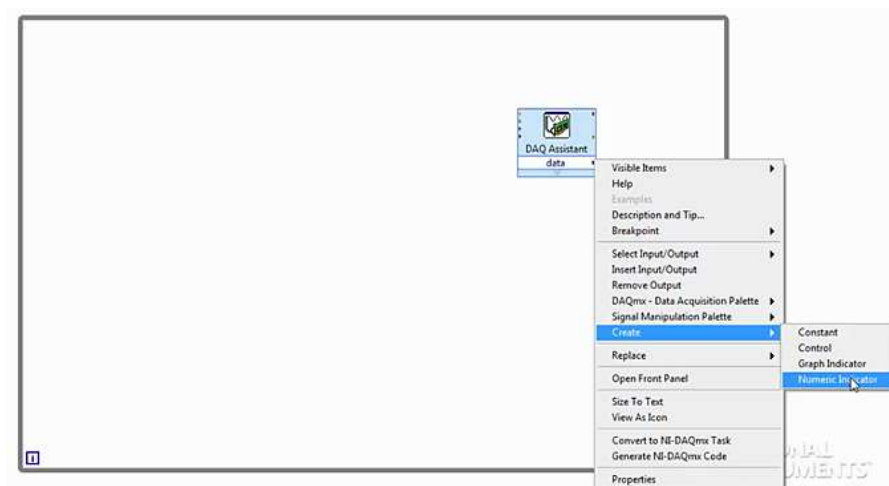 DAQ Assistant
data
Visible Items
Help
Examples
Description and Tip...
Breakpoint
Select Input/Output
Insert Input/Output
Remove Output
DAQmx - Data Acquisition Palette
Signal Manipulation Palette
Create
Constant
Control
Graph Indicator
Numeric Indicator
Replace
Open Front Panel
Size To Text
View As Icon
Convert to NI-DAQmx Task
Generate NI-DAQmx Code
Properties
i
ONAL
UMENTS